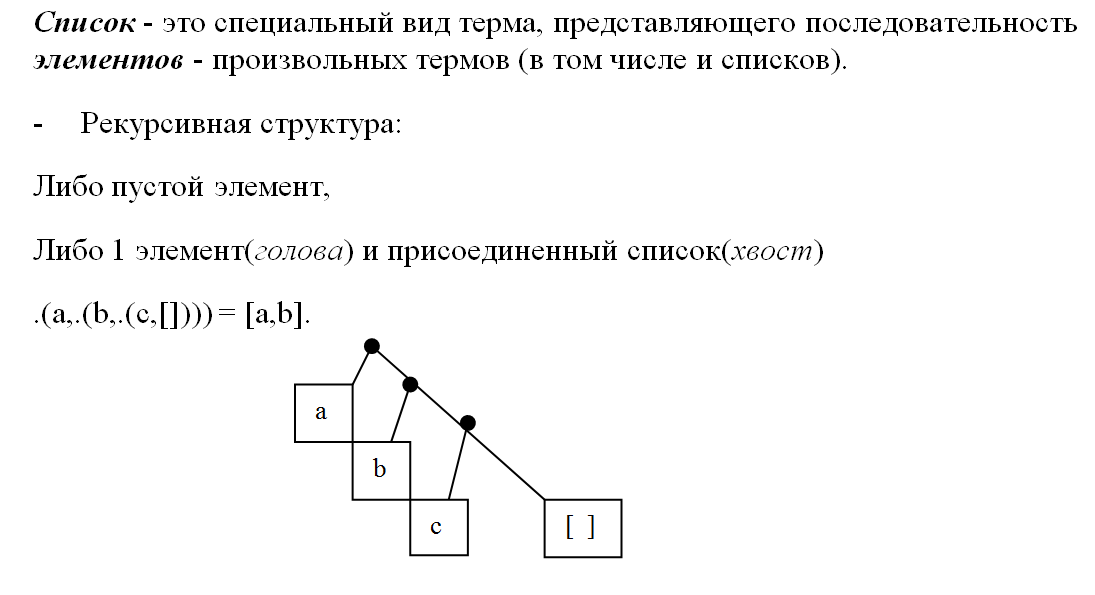 Список - это специальный вид терма, представляющего последовательность
элементов - произвольных термов (в том числе и списков).
- Рекурсивная структура:
Либо пустой элемент,
Либо 1 элемент(голова) и присоединенный список(хвост)
.(a,.(b,.(c,[]))) = [a,b].
a
b
c
[ ]